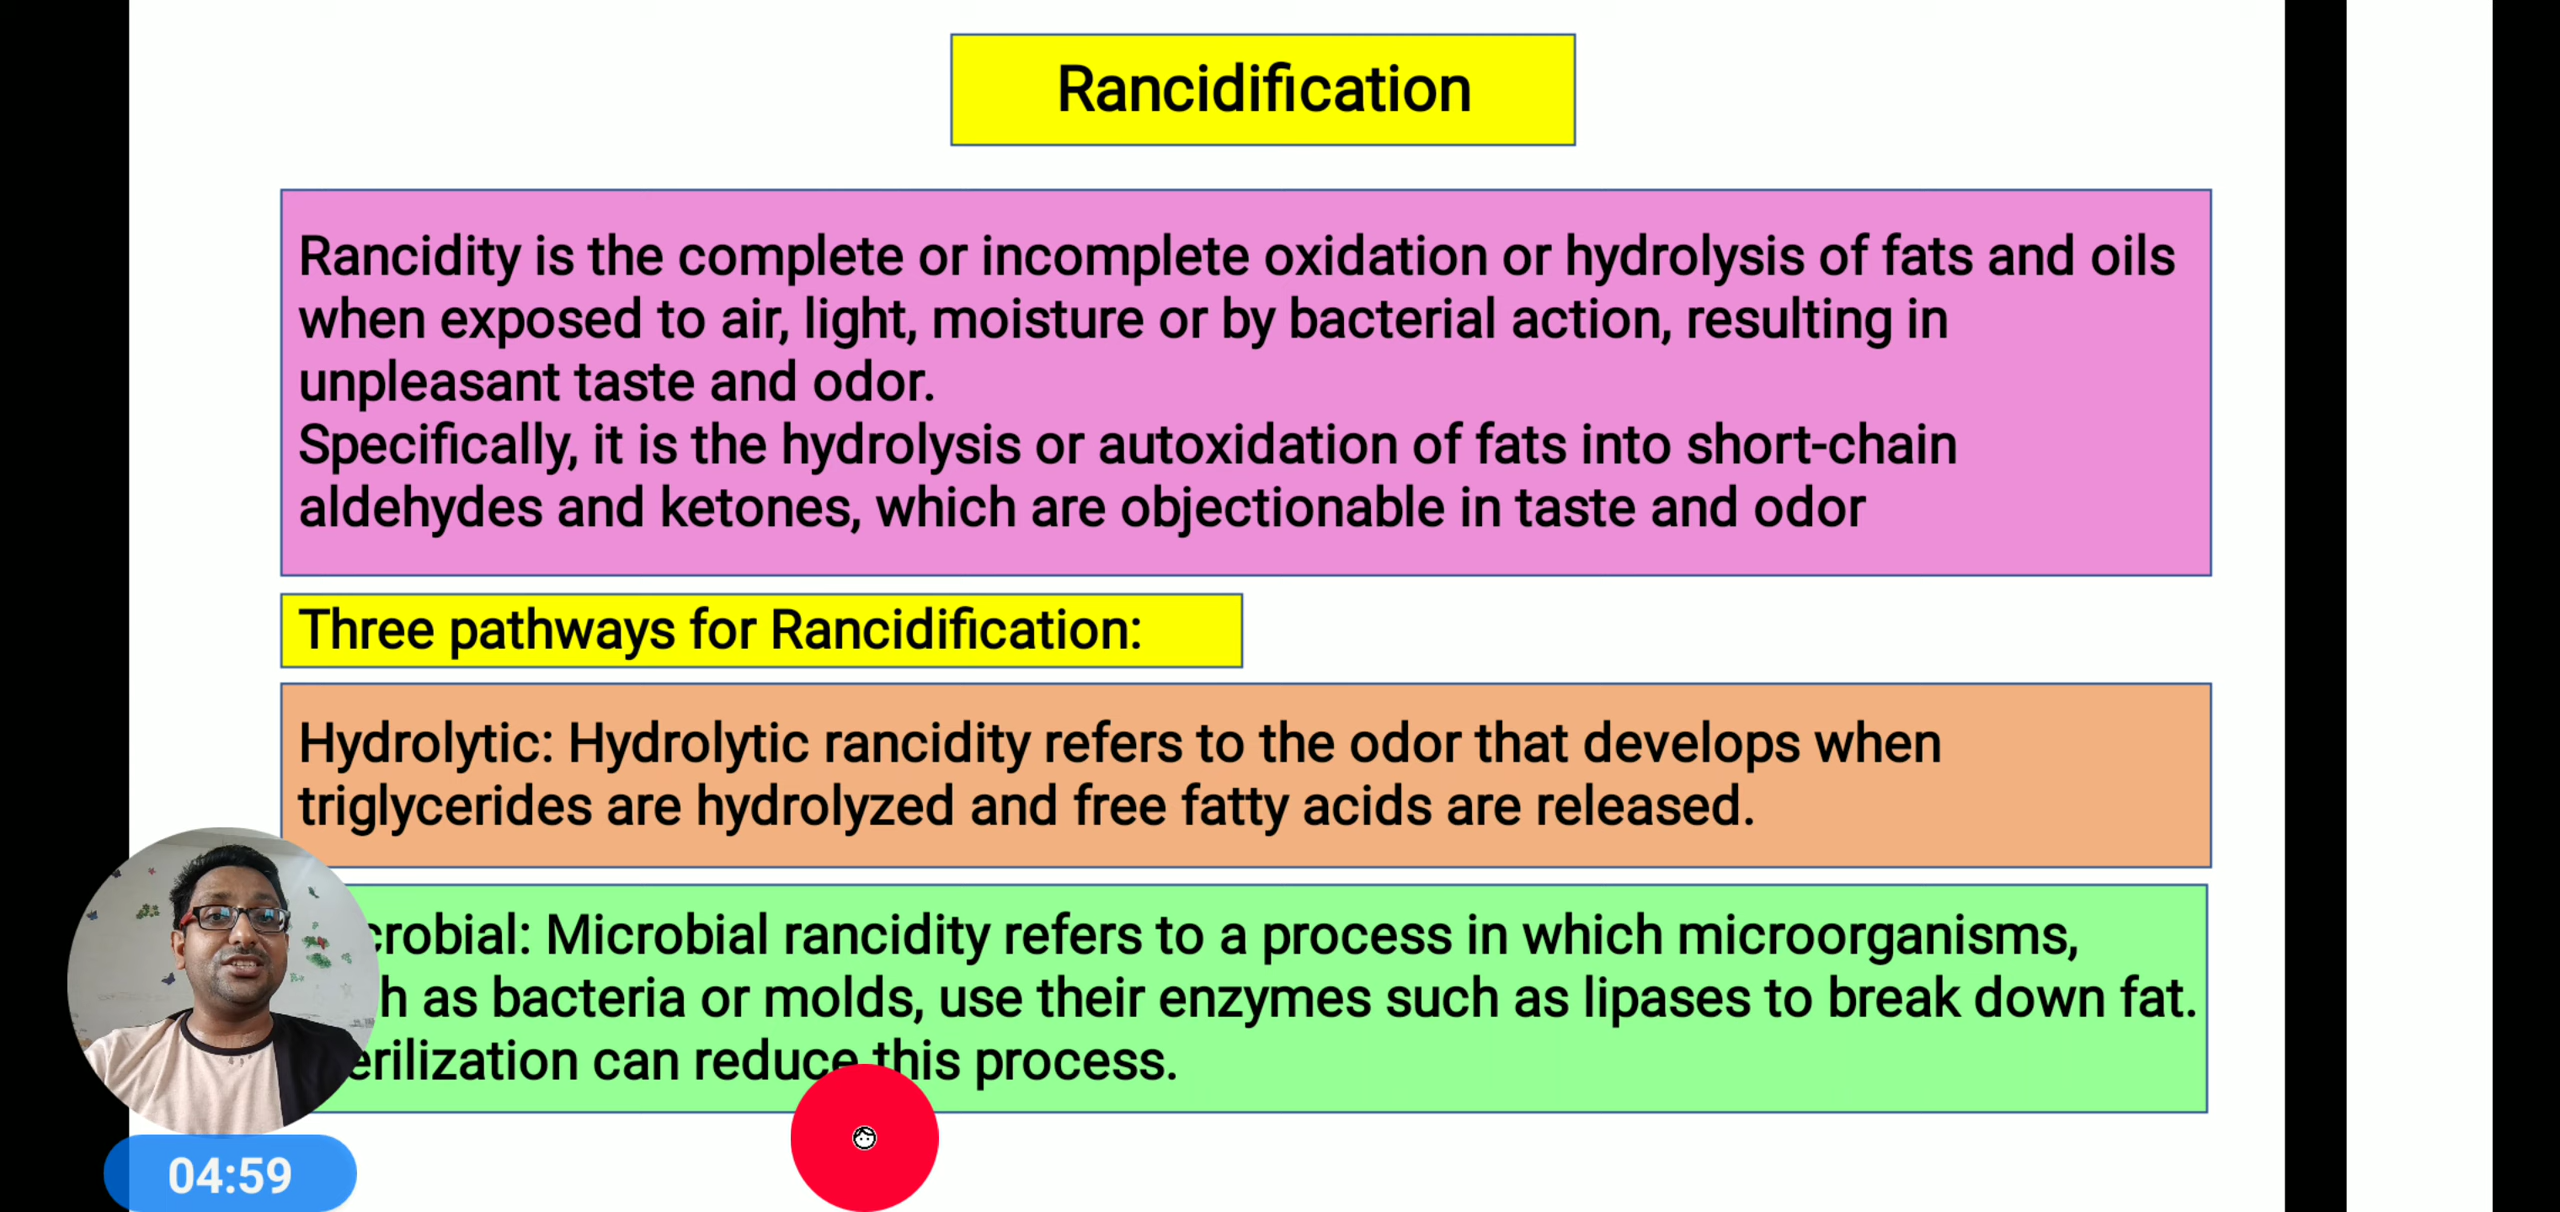 Rancidification
Rancidity is the complete or incomplete oxidation or hydrolysis of fats and oils
when exposed to air, light, moisture or by bacterial action, resulting in
unpleasant taste and odor.
Specifically, it is the hydrolysis or autoxidation of fats into short-chain
aldehydes and ketones, which are objectionable in taste and odor
Three pathways for Rancidification:
Hydrolytic: Hydrolytic rancidity refers to the odor that develops when
triglycerides are hydrolyzed and free fatty acids are released.
crobial: Microbial rancidity refers to a process in which microorganisms,
h as bacteria or molds, use their enzymes such as lipases to break down fat.
erilization can reduce this process.
04:59